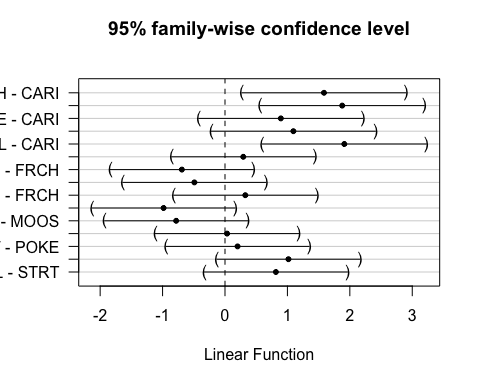 95% family-wise confidence level
H - CARI
E - CARI
L - CARI
- FRCH
- FRCH
- MOOS
- POKE
L - STRT
-2 -1 0 1 2 3
Linear Function